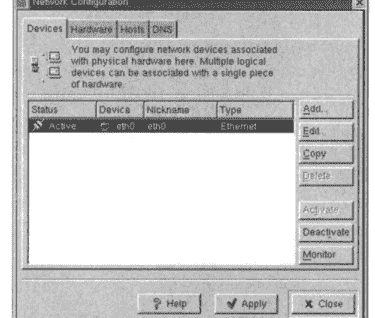 Network Configuration
Devices Hardware Hosts DNS
You may configure network devices associated
with physical hardware here. Multiple logical
devices can be associated with a single piece
of hardware.
Status Device Nickname Type
Active eth0 eth0 Ethernet
Add...
Edit...
Copy
Delete
Activate
Deactivate
Monitor
Help Apply Close